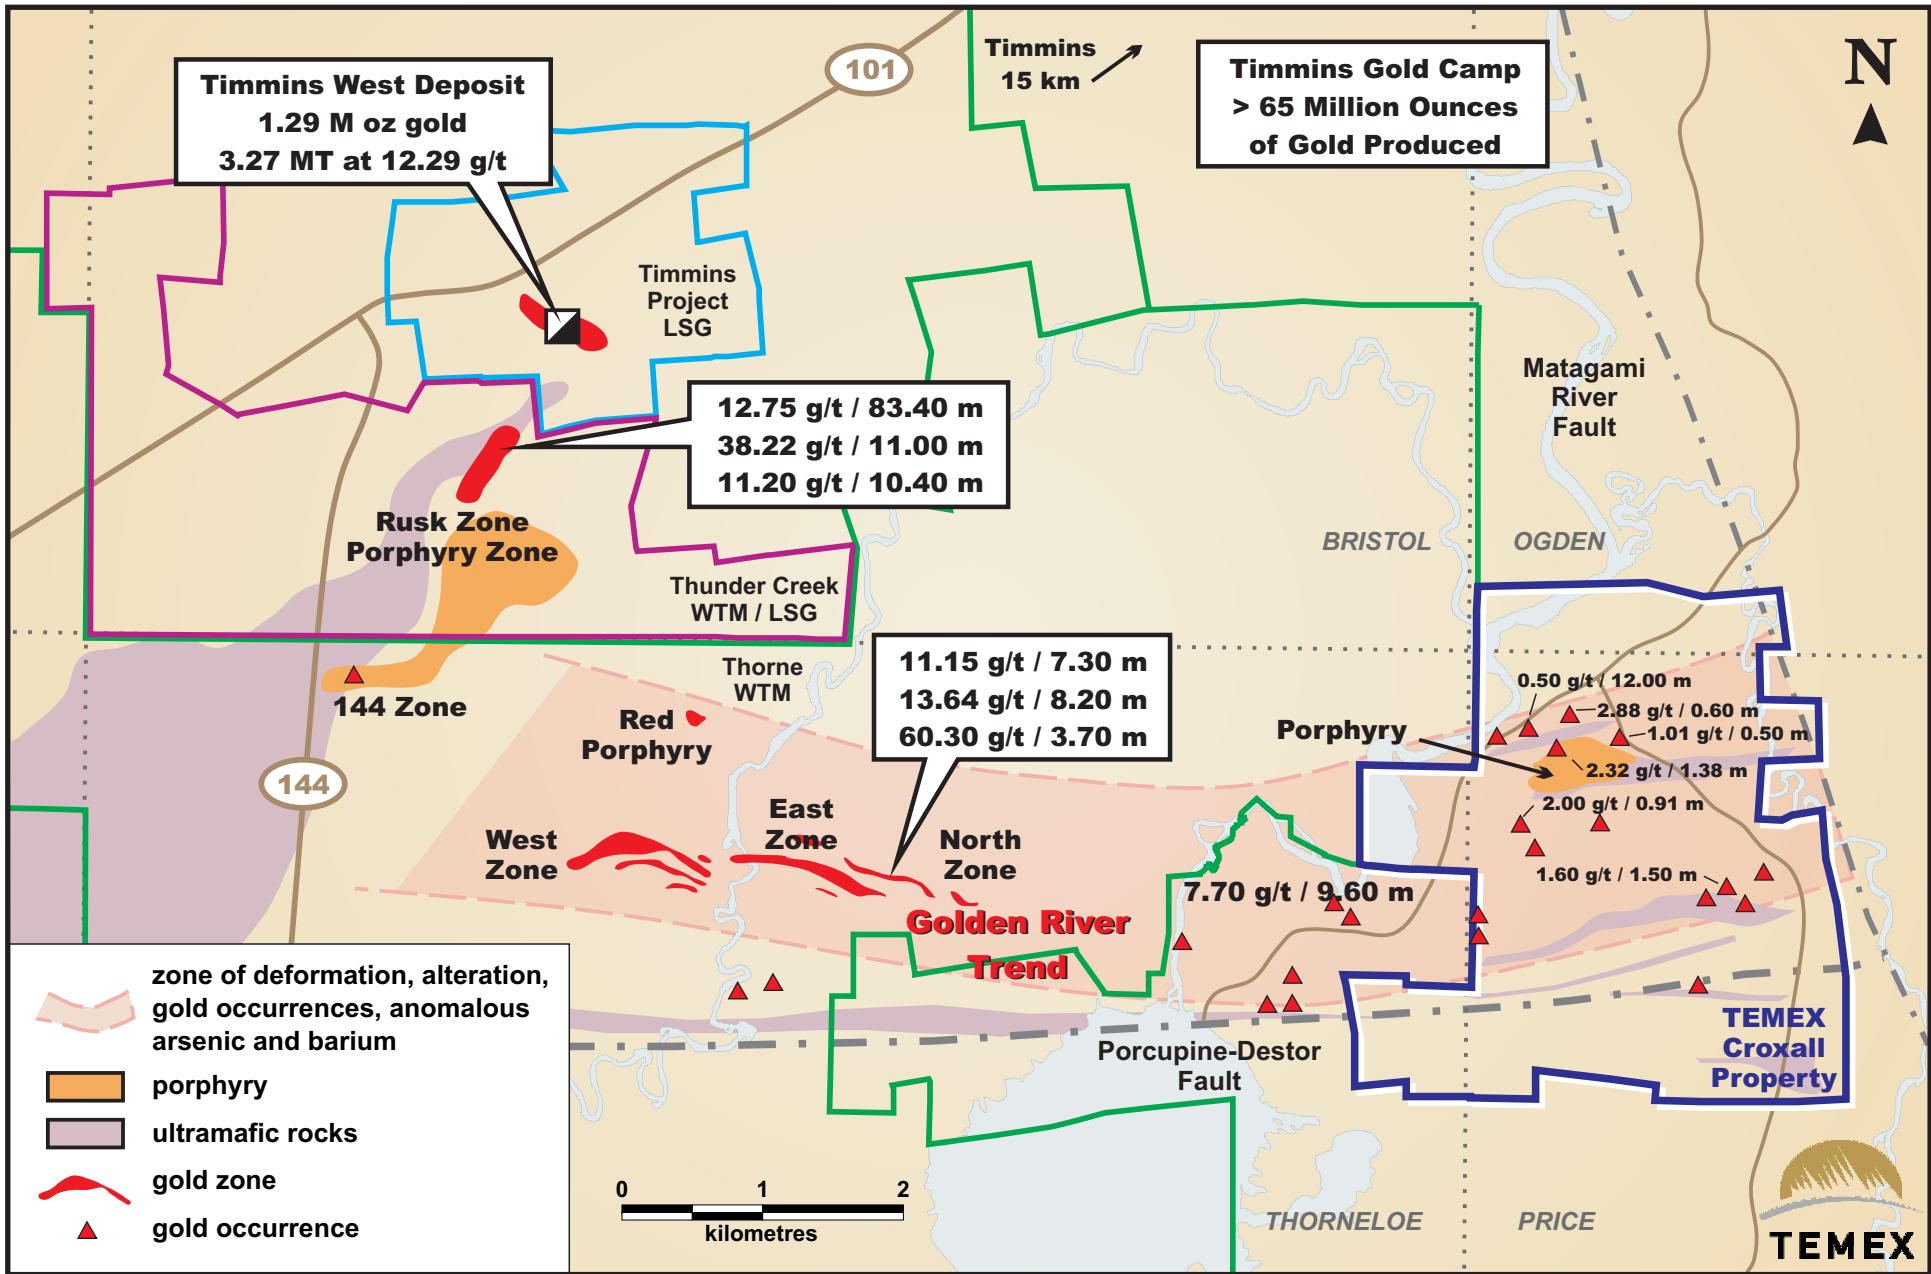 Timmins West Deposit
1.29 M oz gold
3.27 MT at 12.29 g/t
101
Timmins
15 km
Timmins Gold Camp
> 65 Million Ounces
of Gold Produced
N
Timmins
Project
LSG
Matagami
River
Fault
12.75 g/t / 83.40 m
38.22 g/t / 11.00 m
11.20 g/t / 10.40 m
Rusk Zone
Porphyry Zone
BRISTOL
OGDEN
Thunder Creek
WTM / LSG
Thorne
WTM
11.15 g/t / 7.30 m
13.64 g/t / 8.20 m
60.30 g/t / 3.70 m
144 Zone
Red
Porphyry
144
Porphyry
0.50 g/t / 12.00 m
2.88 g/t / 0.60 m
1.01 g/t / 0.50 m
2.32 g/t / 1.38 m
2.00 g/t / 0.91 m
1.60 g/t / 1.50 m
West
Zone
East
Zone
North
Zone
7.70 g/t / 9.60 m
Golden River
Trend
Porcupine-Destor
Fault
TEMEX
Croxall
Property
zone of deformation, alteration,
gold occurrences, anomalous
arsenic and barium
porphyry
ultramafic rocks
gold zone
gold occurrence
0 1 2
kilometres
THORNELOE
PRICE
TEMEX